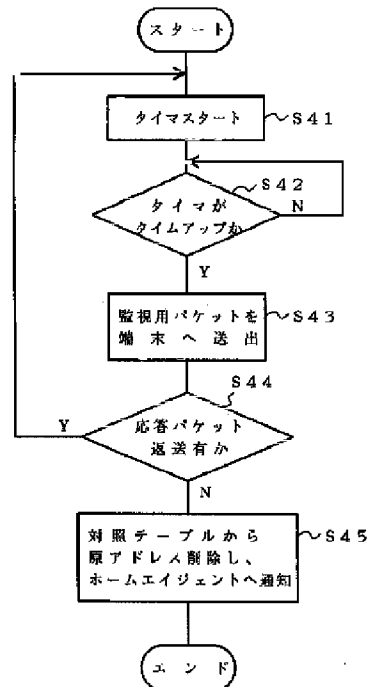 スタート
タイマスタート
S41
S42
タイマが
タイムアップか
N
Y
監視用パケットを
端末へ送出
S43
S44
Y
応答パケット
返送有か
N
対照テーブルから
原アドレス削除し、
ホームエイジェントへ通知
S45
エンド